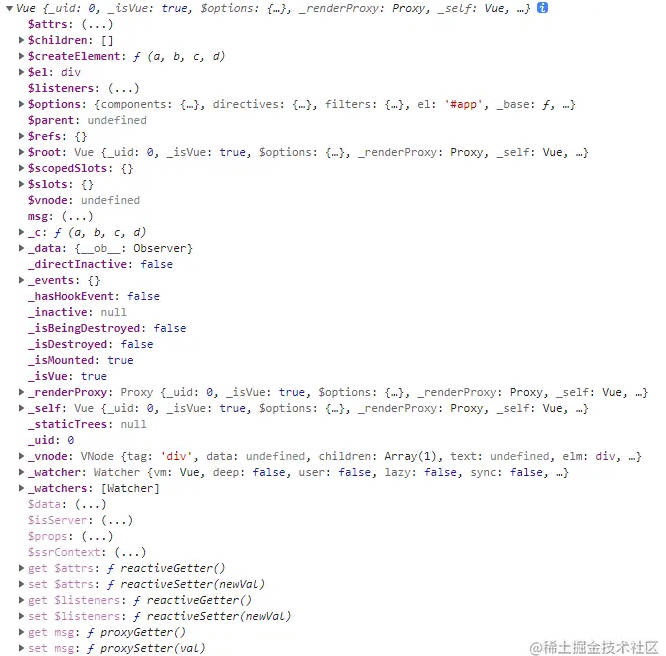 Vue {_uid: 0, _isVue: true, $options: {…}, _renderProxy: Proxy, _self: Vue, …} i
$attrs: (...)
$children: []
$createElement: ƒ (a, b, c, d)
$el: div
$listeners: (...)
$options: {components: {…}, directives: {…}, filters: {…}, el: '#app', _base: ƒ, …}
$parent: undefined
$refs: {}
$root: Vue {_uid: 0, _isVue: true, $options: {…}, _renderProxy: Proxy, _self: Vue, …}
$scopedSlots: {}
$slots: {}
$vnode: undefined
msg: (...)
_c: ƒ (a, b, c, d)
_data: {__ob__: Observer}
_directInactive: false
_events: {}
_hasHookEvent: false
_inactive: null
_isBeingDestroyed: false
_isDestroyed: false
_isMounted: true
_isVue: true
_renderProxy: Proxy {_uid: 0, _isVue: true, $options: {…}, _renderProxy: Proxy, _self: Vue, …}
_self: Vue {_uid: 0, _isVue: true, $options: {…}, _renderProxy: Proxy, _self: Vue, …}
_staticTrees: null
_uid: 0
_vnode: VNode {tag: 'div', data: undefined, children: Array(1), text: undefined, elm: div, …}
_watcher: Watcher {vm: Vue, deep: false, user: false, lazy: false, sync: false, …}
_watchers: [Watcher]
$data: (...)
$isServer: (...)
$props: (...)
$ssrContext: (...)
get $attrs: ƒ reactiveGetter()
set $attrs: ƒ reactiveSetter(newVal)
get $listeners: ƒ reactiveGetter()
set $listeners: ƒ reactiveSetter(newVal)
get msg: ƒ proxyGetter()
set msg: ƒ proxySetter(val)
@稀土掘金技术社区